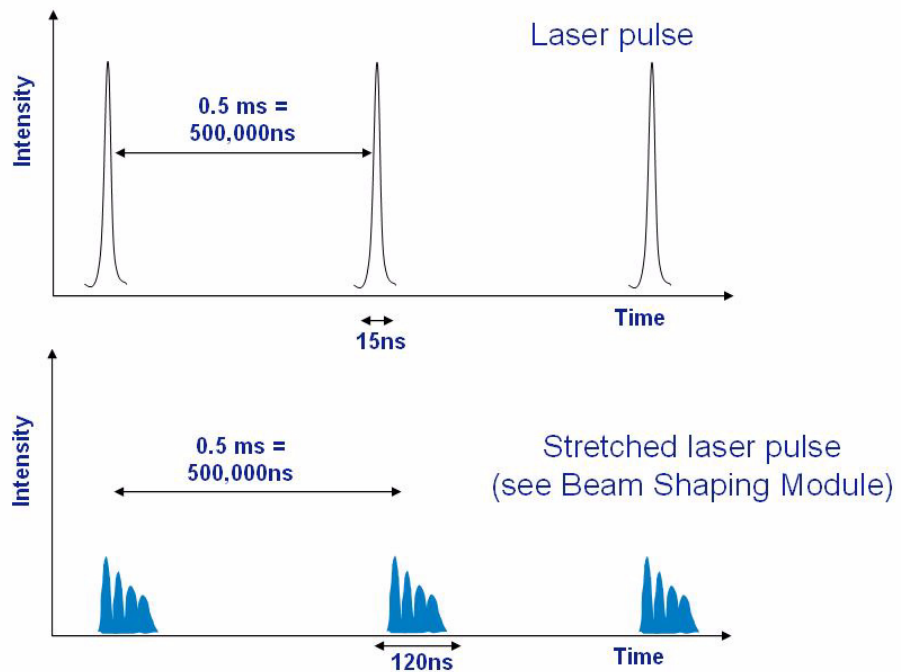 Laser pulse
Intensity
0.5 ms =
500,000ns
Time
15ns
Intensity
0.5 ms =
500,000ns
Stretched laser pulse
(see Beam Shaping Module)
Time
120ns